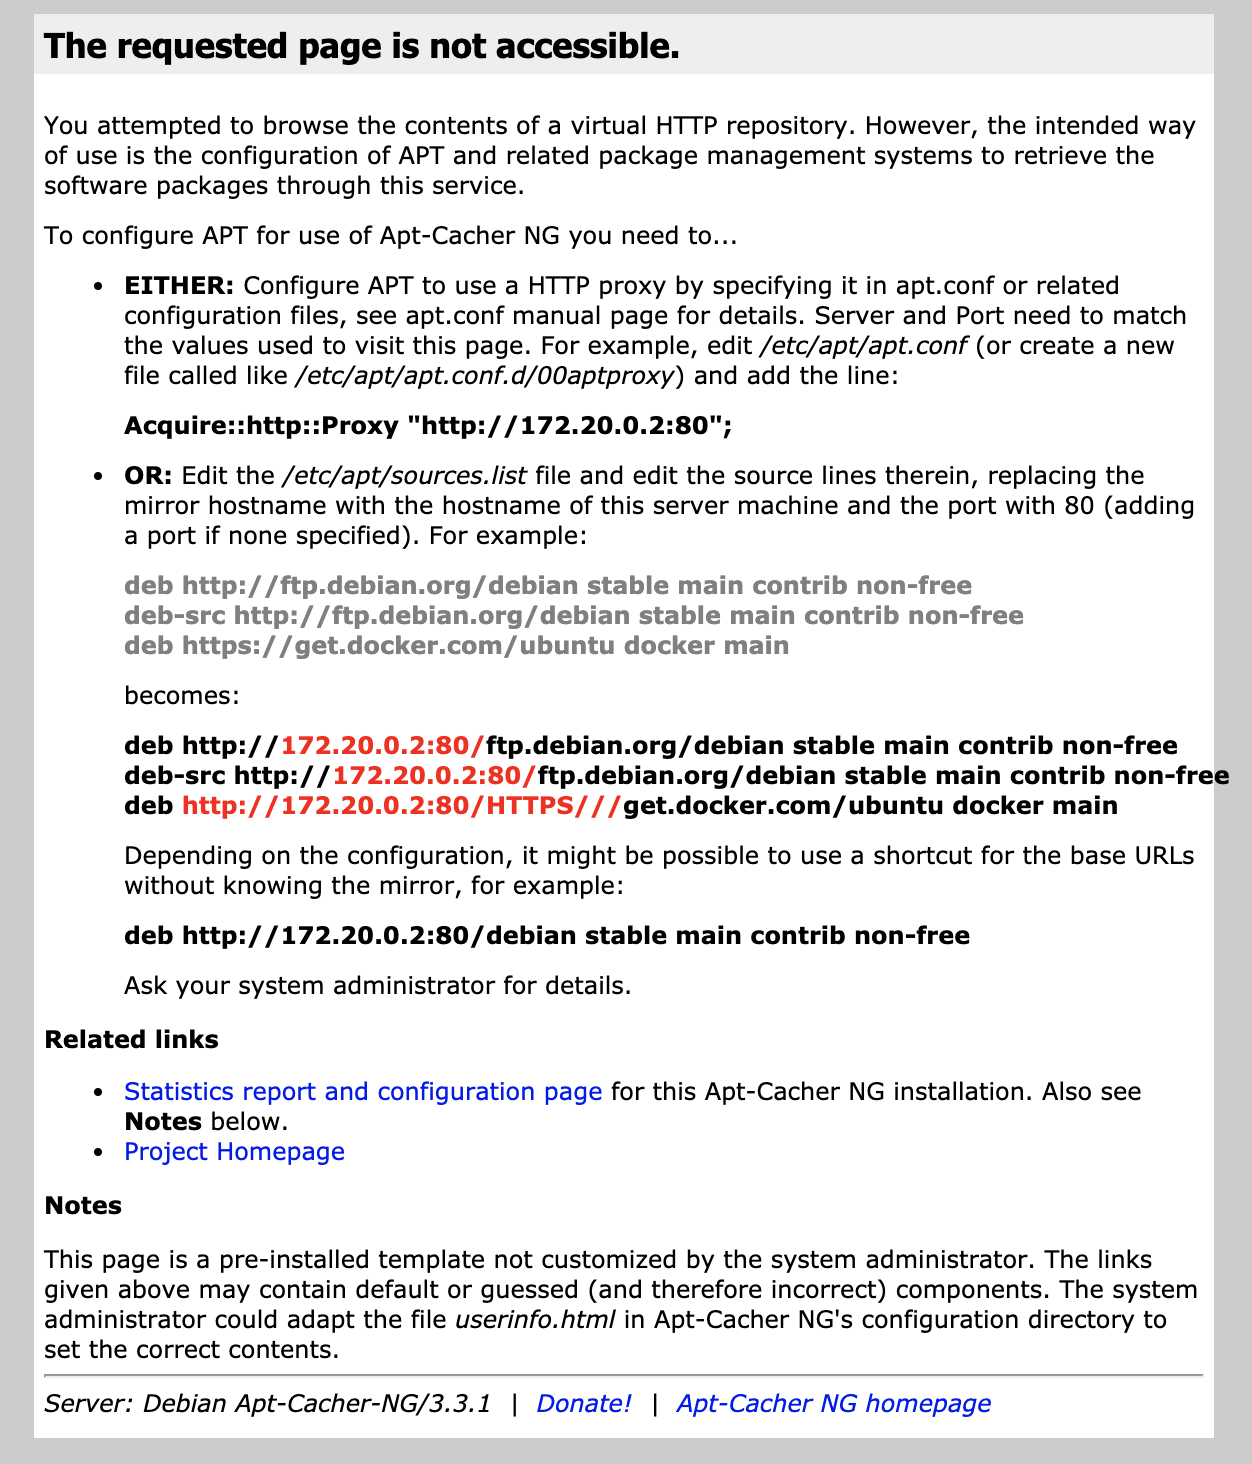 The requested page is not accessible.
You attempted to browse the contents of a virtual HTTP repository. However, the intended way
of use is the configuration of APT and related package management systems to retrieve the
software packages through this service.
To configure APT for use of Apt-Cacher NG you need to...
• EITHER: Configure APT to use a HTTP proxy by specifying it in apt.conf or related
configuration files, see apt.conf manual page for details. Server and Port need to match
the values used to visit this page. For example, edit /etc/apt/apt.conf (or create a new
file called like /etc/apt/apt.conf.d/00aptproxy) and add the line:
Acquire::http::Proxy "http://172.20.0.2:80";
• OR: Edit the /etc/apt/sources.list file and edit the source lines therein, replacing the
mirror hostname with the hostname of this server machine and the port with 80 (adding
a port if none specified). For example:
deb http://ftp.debian.org/debian stable main contrib non-free
deb-src http://ftp.debian.org/debian stable main contrib non-free
deb https://get.docker.com/ubuntu docker main
becomes:
deb http://172.20.0.2:80/ftp.debian.org/debian stable main contrib non-free
deb-src http://172.20.0.2:80/ftp.debian.org/debian stable main contrib non-free
deb http://172.20.0.2:80/HTTPS///get.docker.com/ubuntu docker main
Depending on the configuration, it might be possible to use a shortcut for the base URLs
without knowing the mirror, for example:
deb http://172.20.0.2:80/debian stable main contrib non-free
Ask your system administrator for details.
Related links
• Statistics report and configuration page for this Apt-Cacher NG installation. Also see
Notes below.
• Project Homepage
Notes
This page is a pre-installed template not customized by the system administrator. The links
given above may contain default or guessed (and therefore incorrect) components. The system
administrator could adapt the file userinfo.html in Apt-Cacher NG's configuration directory to
set the correct contents.
Server: Debian Apt-Cacher-NG/3.3.1 | Donate! | Apt-Cacher NG homepage